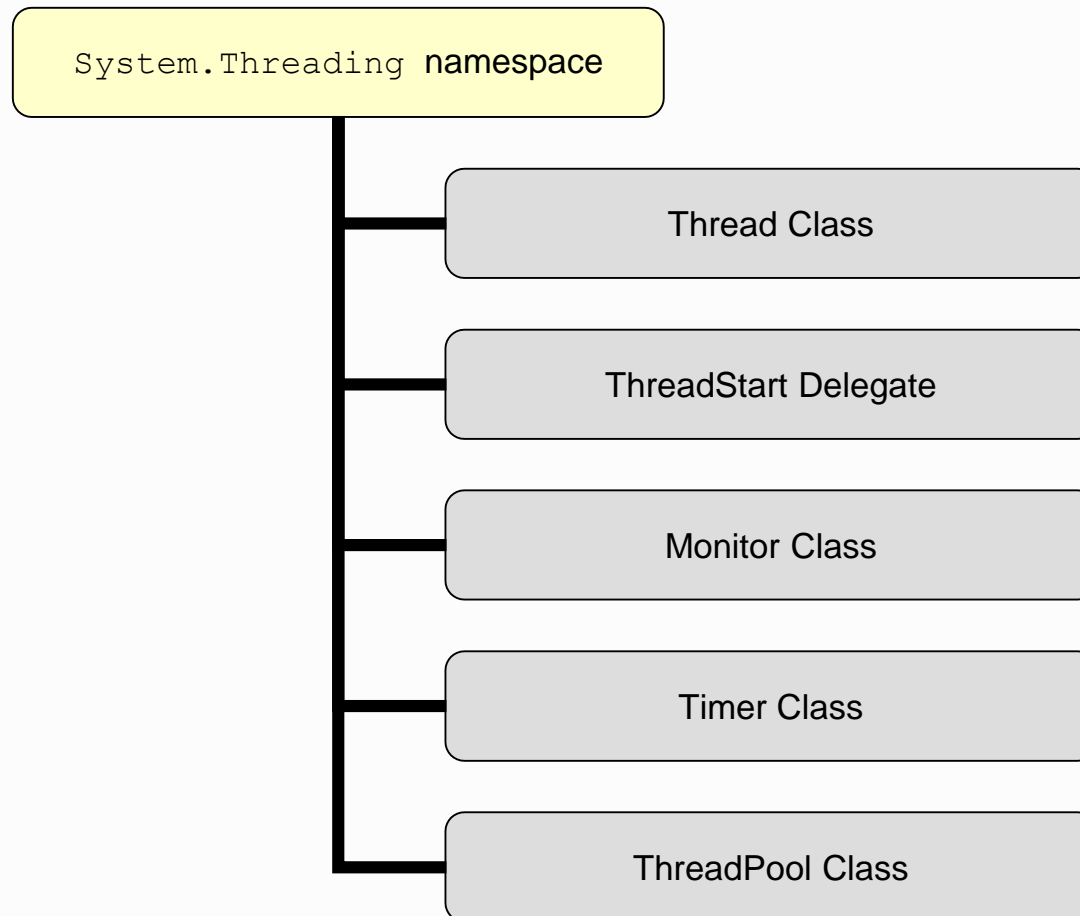 System.Threading namespace
Thread Class
ThreadStart Delegate
Monitor Class
Timer Class
ThreadPool Class